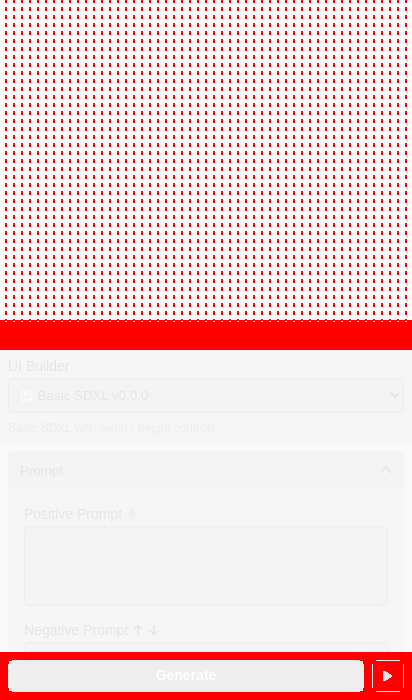 UI Builder
Basic SDXL v0.0.0
Basic SDXL with width / height controls
Prompt
Positive Prompt
Negative Prompt
Generate